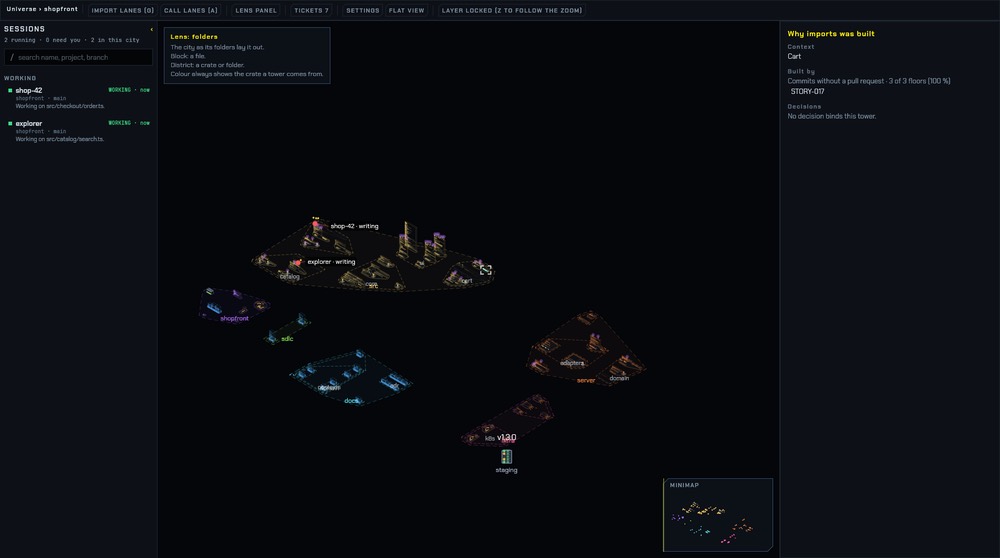 Universe › shopfront
IMPORT LANES [G]
CALL LANES [A]
LENS PANEL
TICKETS 7
SETTINGS
FLAT VIEW
LAYER LOCKED (Z TO FOLLOW THE ZOOM)
SESSIONS
2 running · 0 need you · 2 in this city
/ search name, project, branch
WORKING
shop-42
WORKING · now
shopfront · main
Working on src/checkout/order.ts.
explorer
WORKING · now
shopfront · main
Working on src/catalog/search.ts.
Lens: folders
The city as its folders lay it out.
Block: a file.
District: a crate or folder.
Colour always shows the crate a tower comes from.
shop-42 · writing
explorer · writing
catalog
src
cart
shopfront
sdlc
docs
adapters
server
domain
k8s
v1.3.0
staging
MINIMAP
Why imports was built
Context
Cart
Built by
Commits without a pull request · 3 of 3 floors (100 %)
STORY-017
Decisions
No decision binds this tower.